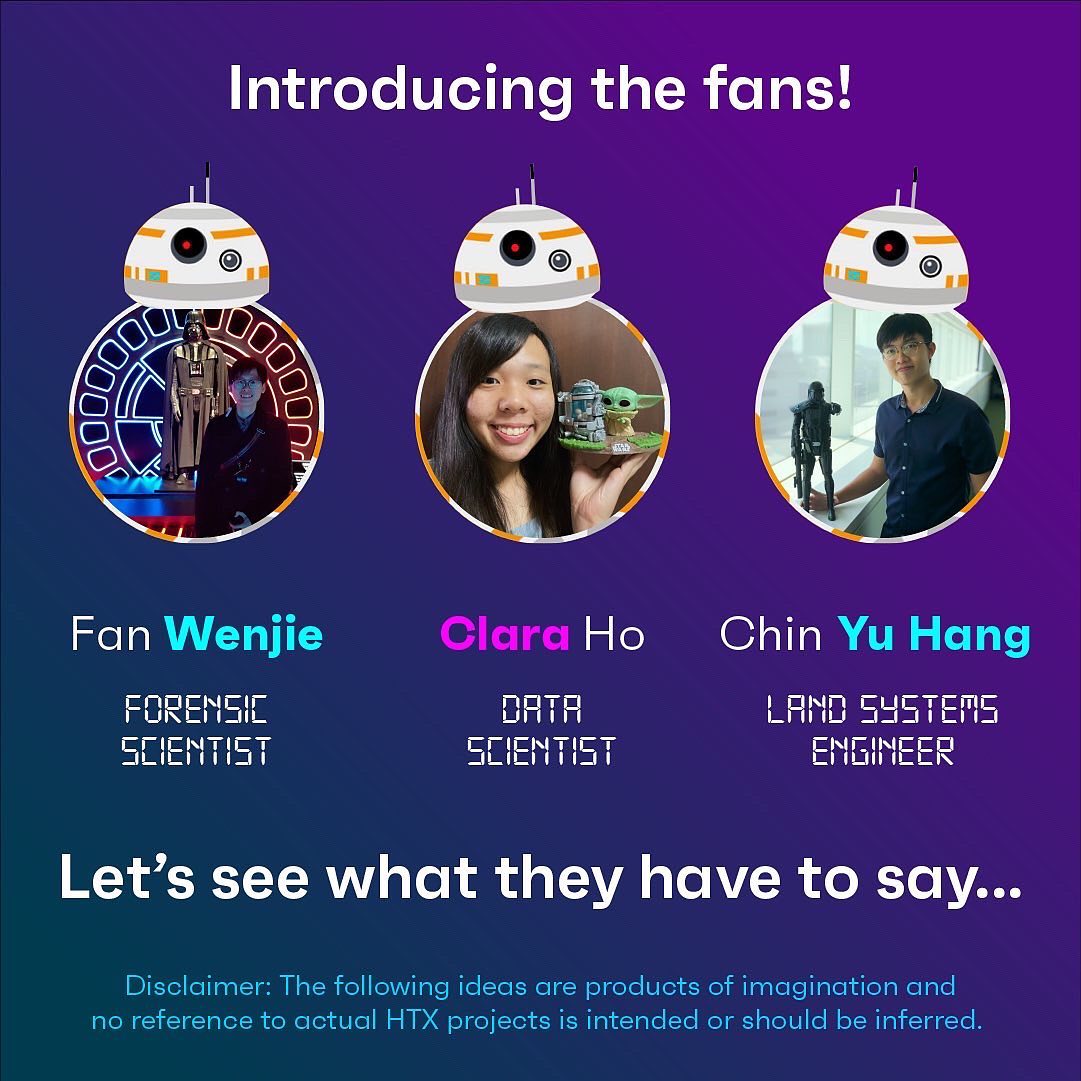 Introducing the fans!
STAR WARS
Fan Wenjie
Clara Ho
Chin Yu Hang
FORENSIC
SCIENTIST
DATA
SCIENTIST
LAND SYSTEMS
ENGINEER
Let's see what they have to say...
Disclaimer: The following ideas are products of imagination and
no reference to actual HTX projects is intended or should be inferred.